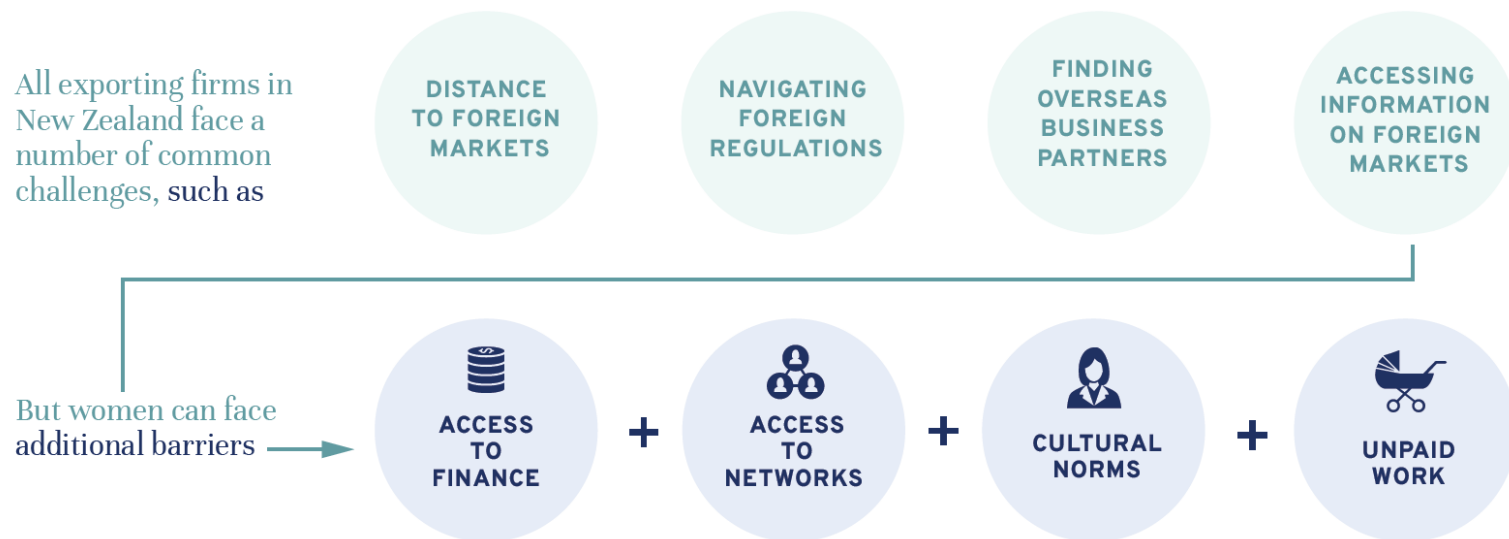 All exporting firms in
New Zealand face a
number of common
challenges, such as
DISTANCE
TO FOREIGN
MARKETS
NAVIGATING
FOREIGN
REGULATIONS
FINDING
OVERSEAS
BUSINESS
PARTNERS
ACCESSING
INFORMATION
ON FOREIGN
MARKETS
But women can face
additional barriers
$
ACCESS
TO
FINANCE
+
ACCESS
TO
NETWORKS
+
CULTURAL
NORMS
+
UNPAID
WORK